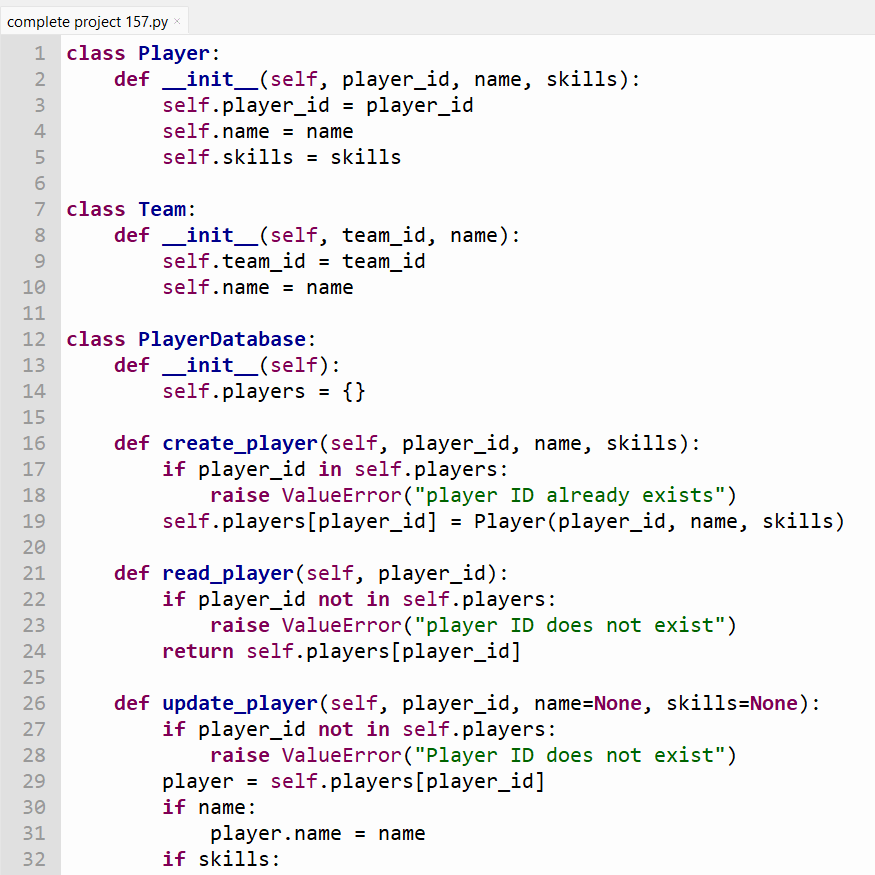 complete project 157.py ×
1 class Player:
2     def __init__(self, player_id, name, skills):
3         self.player_id = player_id
4         self.name = name
5         self.skills = skills
6
7 class Team:
8     def __init__(self, team_id, name):
9         self.team_id = team_id
10         self.name = name
11
12 class PlayerDatabase:
13     def __init__(self):
14         self.players = {}
15
16     def create_player(self, player_id, name, skills):
17         if player_id in self.players:
18             raise ValueError("player ID already exists")
19         self.players[player_id] = Player(player_id, name, skills)
20
21     def read_player(self, player_id):
22         if player_id not in self.players:
23             raise ValueError("player ID does not exist")
24         return self.players[player_id]
25
26     def update_player(self, player_id, name=None, skills=None):
27         if player_id not in self.players:
28             raise ValueError("Player ID does not exist")
29         player = self.players[player_id]
30         if name:
31             player.name = name
32         if skills: